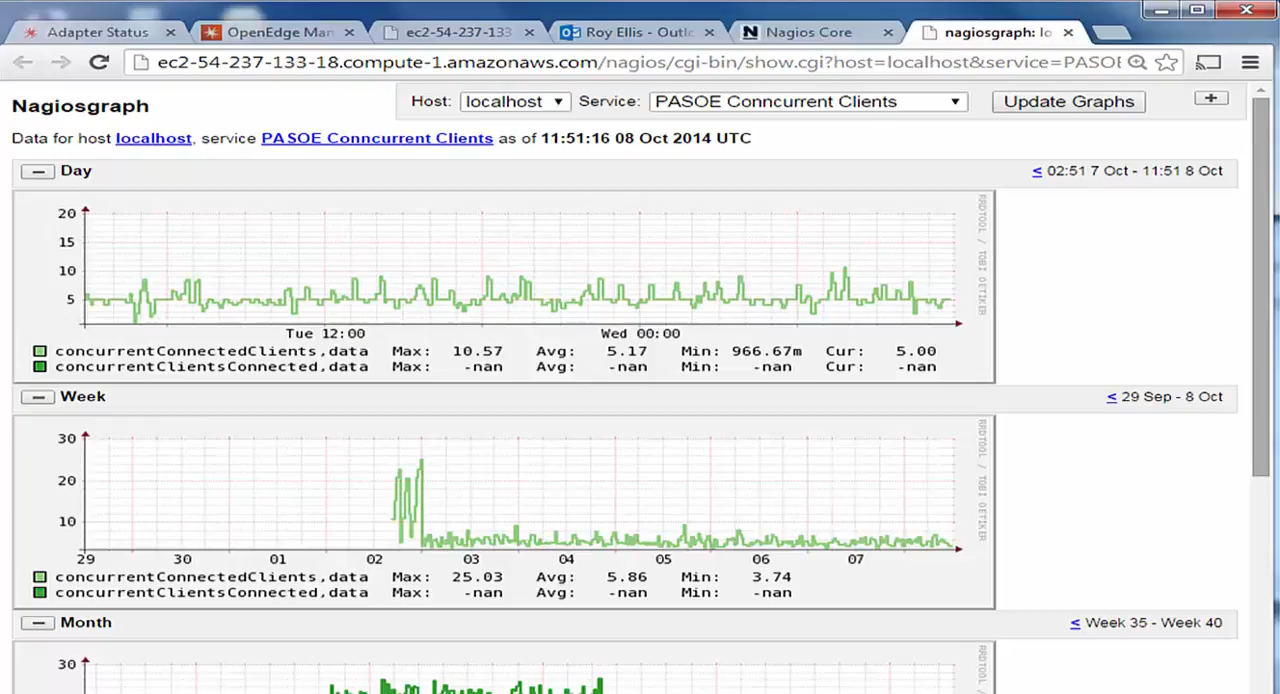 Adapter Status
OpenEdge Man
ec2-54-237-133
Roy Ellis - Outlo
Nagios Core
nagiosgraph: lo
ec2-54-237-133-18.compute-1.amazonaws.com/nagios/cgi-bin/show.cgi?host=localhost&service=PASOE
Nagiosgraph
Host: localhost Service: PASOE Conncurrent Clients Update Graphs
Data for host localhost, service PASOE Conncurrent Clients as of 11:51:16 08 Oct 2014 UTC
Day
≤ 02:51 7 Oct - 11:51 8 Oct
20
15
10
5
Tue 12:00 Wed 00:00
RRDTOOL / TOBI OETIKER
concurrentConnectedClients,data Max: 10.57 Avg: 5.17 Min: 966.67m Cur: 5.00
concurrentClientsConnected,data Max: -nan Avg: -nan Min: -nan Cur: -nan
Week
≤ 29 Sep - 8 Oct
30
20
10
29 30 01 02 03 04 05 06 07
RRDTOOL / TOBI OETIKER
concurrentConnectedClients,data Max: 25.03 Avg: 5.86 Min: 3.74
concurrentClientsConnected,data Max: -nan Avg: -nan Min: -nan
Month
≤ Week 35 - Week 40
30
RRDTOOL /